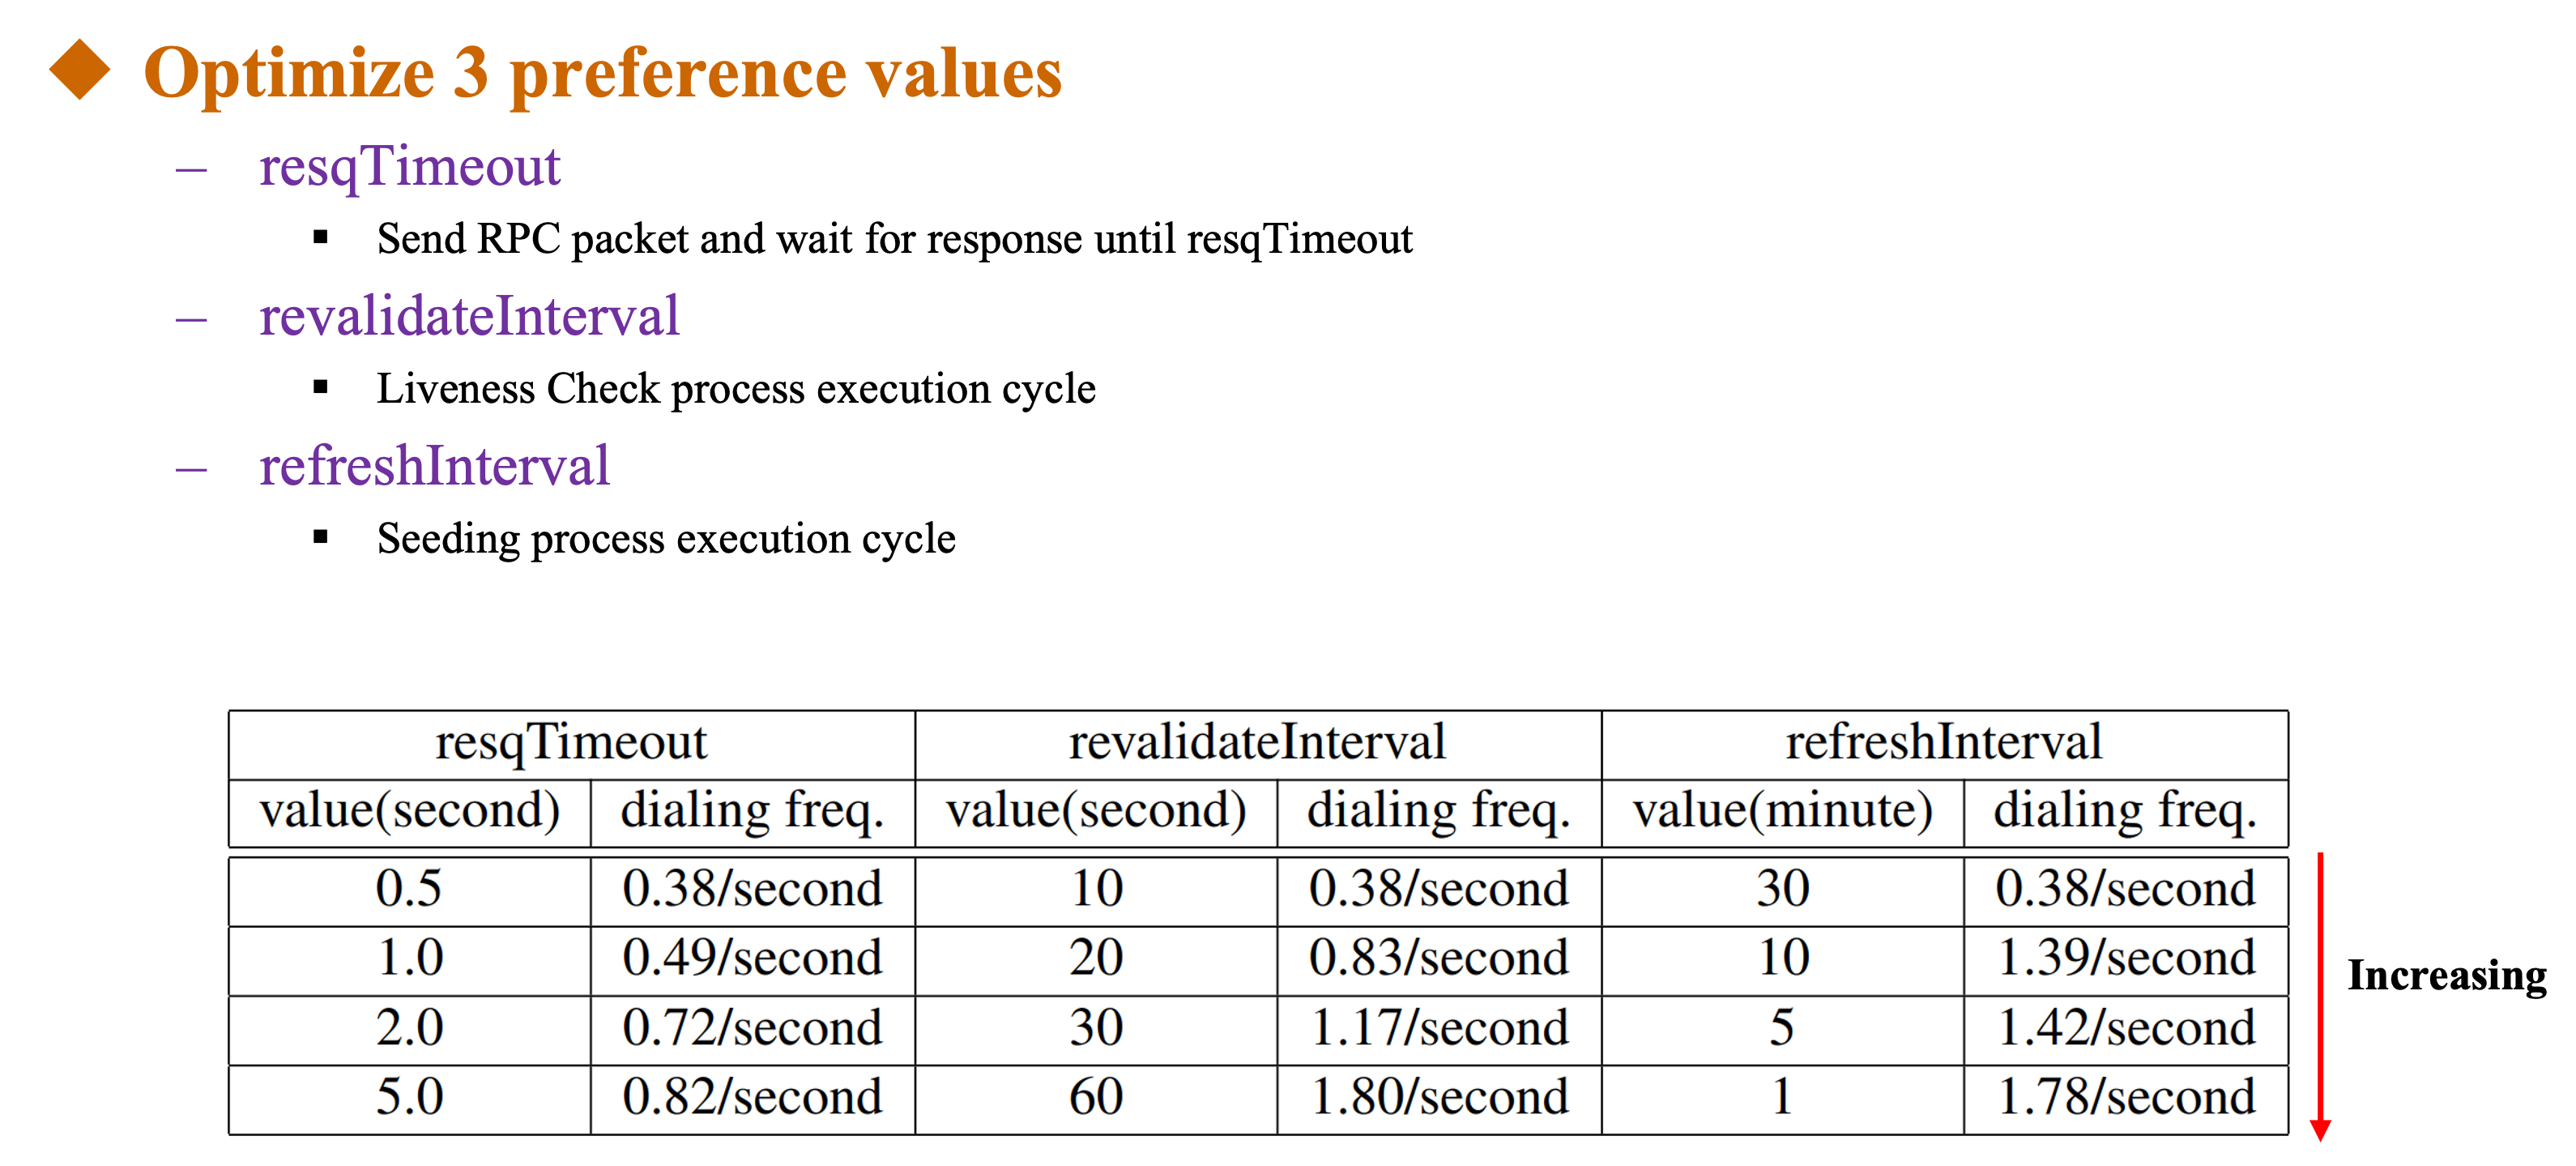 Optimize 3 preference values
– resqTimeout
▪ Send RPC packet and wait for response until resqTimeout
– revalidateInterval
▪ Liveness Check process execution cycle
– refreshInterval
▪ Seeding process execution cycle
resqTimeout revalidateInterval refreshInterval
value(second) dialing freq. value(second) dialing freq. value(minute) dialing freq.
0.5 0.38/second 10 0.38/second 30 0.38/second
1.0 0.49/second 20 0.83/second 10 1.39/second
2.0 0.72/second 30 1.17/second 5 1.42/second
5.0 0.82/second 60 1.80/second 1 1.78/second
Increasing